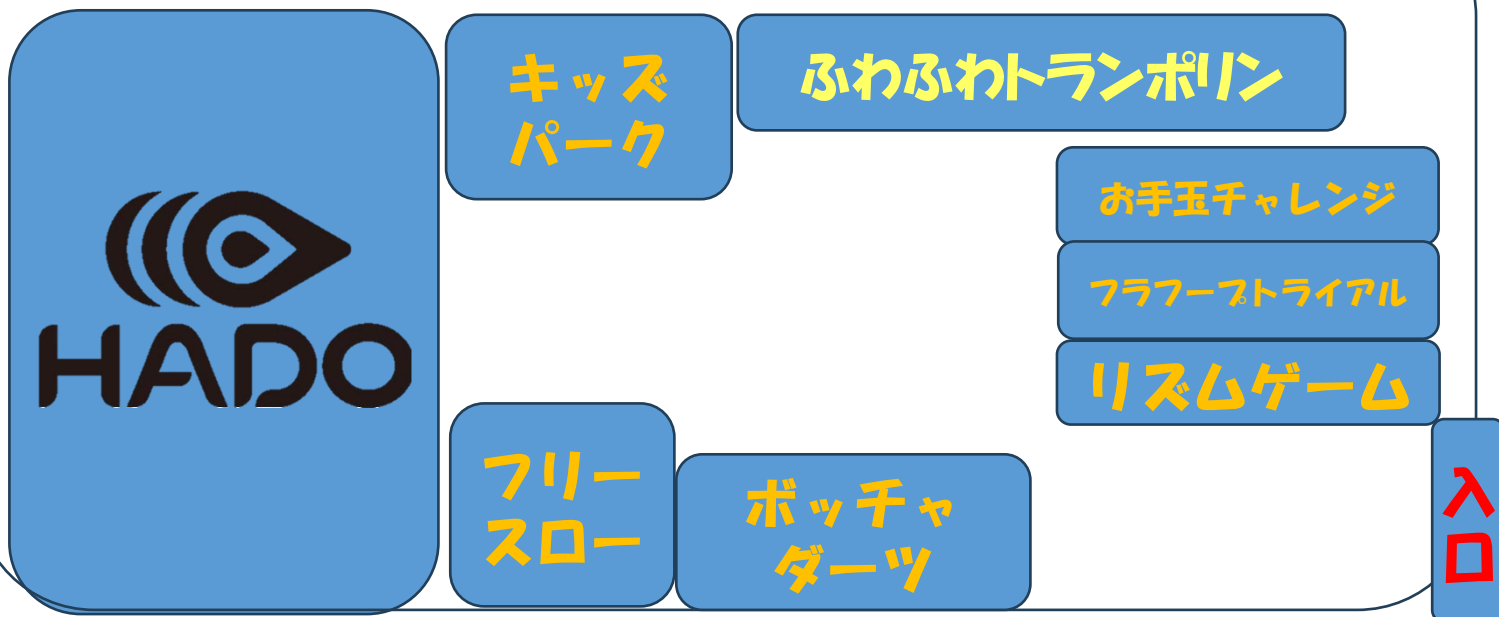 HADO
キッズ
パーク
ふわふわトランポリン
お手玉チャレンジ
フラフープトライアル
リズムゲーム
フリー
スロー
ボッチャ
ダーツ
入
口